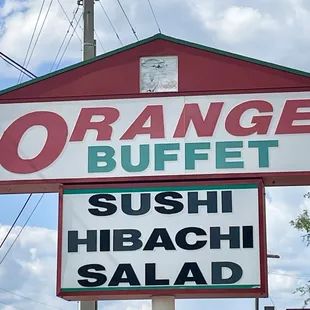 ORANGE
BUFFET
SUSHI
HIBACHI
SALAD